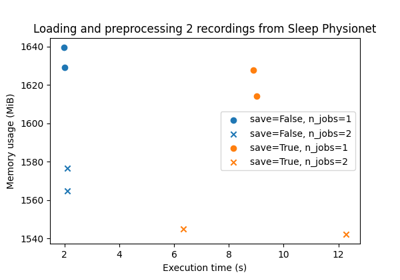 Loading and preprocessing 2 recordings from Sleep Physionet
1640
1620
1600
1580
1560
1540
Memory usage (MiB)
save=False, n_jobs=1
save=False, n_jobs=2
save=True, n_jobs=1
save=True, n_jobs=2
2 4 6 8 10 12
Execution time (s)